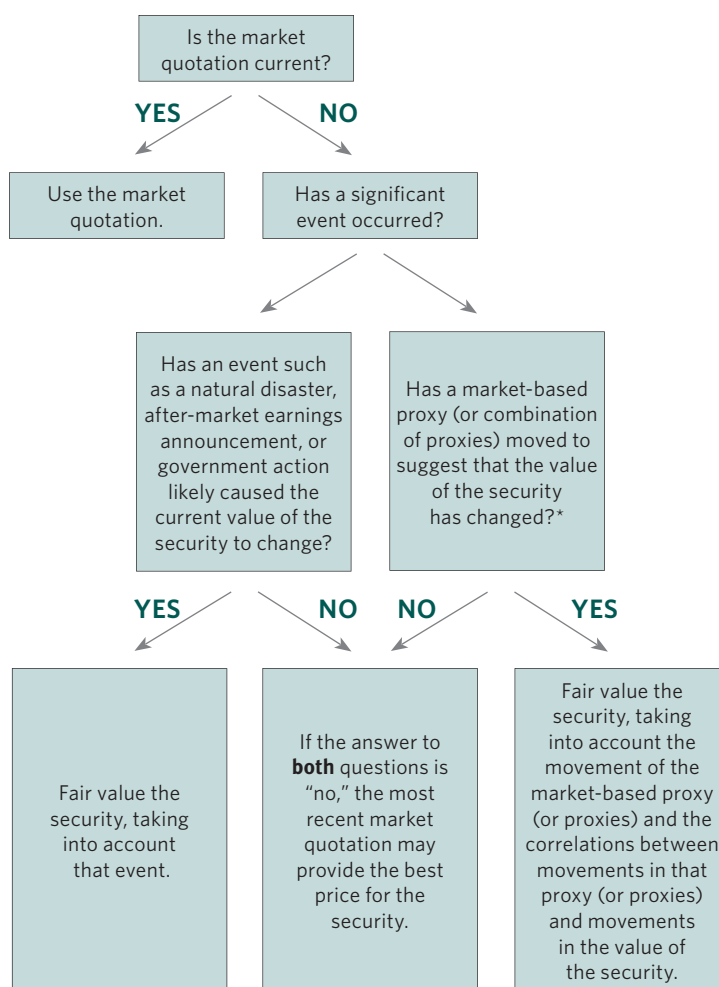 Is the market
quotation current?
YES
NO
Use the market
quotation.
Has a significant
event occurred?
Has an event such
as a natural disaster,
after-market earnings
announcement, or
government action
likely caused the
current value of the
security to change?
Has a market-based
proxy (or combination
of proxies) moved to
suggest that the value
of the security
has changed?*
YES
NO
NO
YES
Fair value the
security, taking
into account
that event.
If the answer to
both questions is
“no,” the most
recent market
quotation may
provide the best
price for the
security.
Fair value the
security, taking
into account the
movement of the
market-based proxy
(or proxies) and the
correlations between
movements in that
proxy (or proxies)
and movements
in the value of
the security.